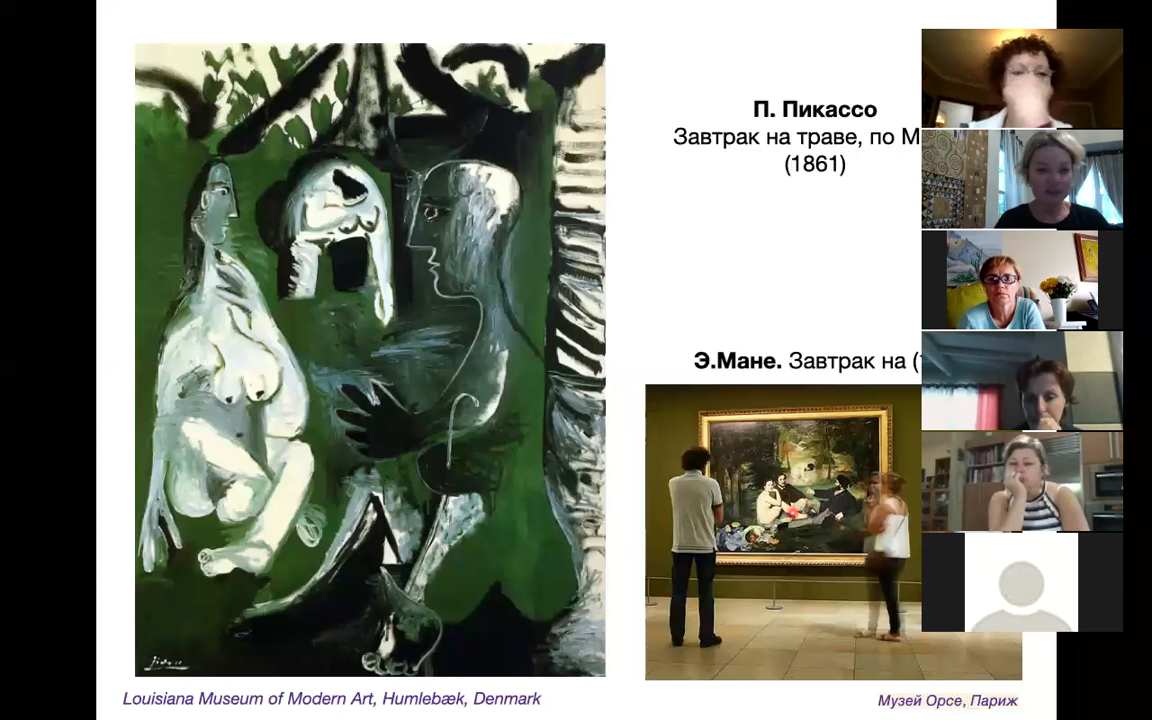 П. Пикассо
Завтрак на траве, по М
(1861)
Э.Мане. Завтрак на (
Louisiana Museum of Modern Art, Humlebæk, Denmark
Музей Орсе, Париж